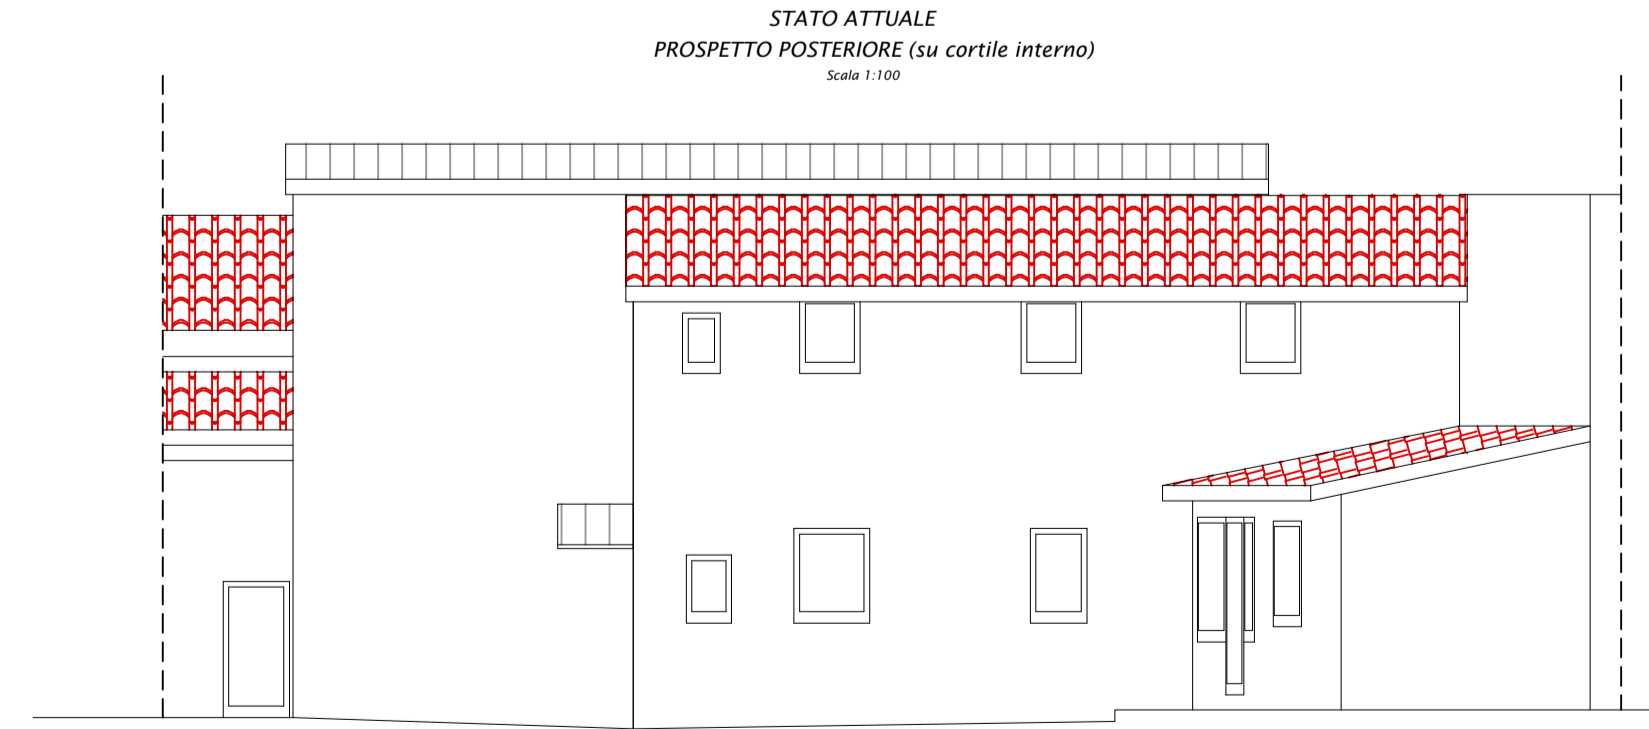 STATO ATTUALE
PROSPETTO POSTERIORE (su cortile interno)
Scala 1:100